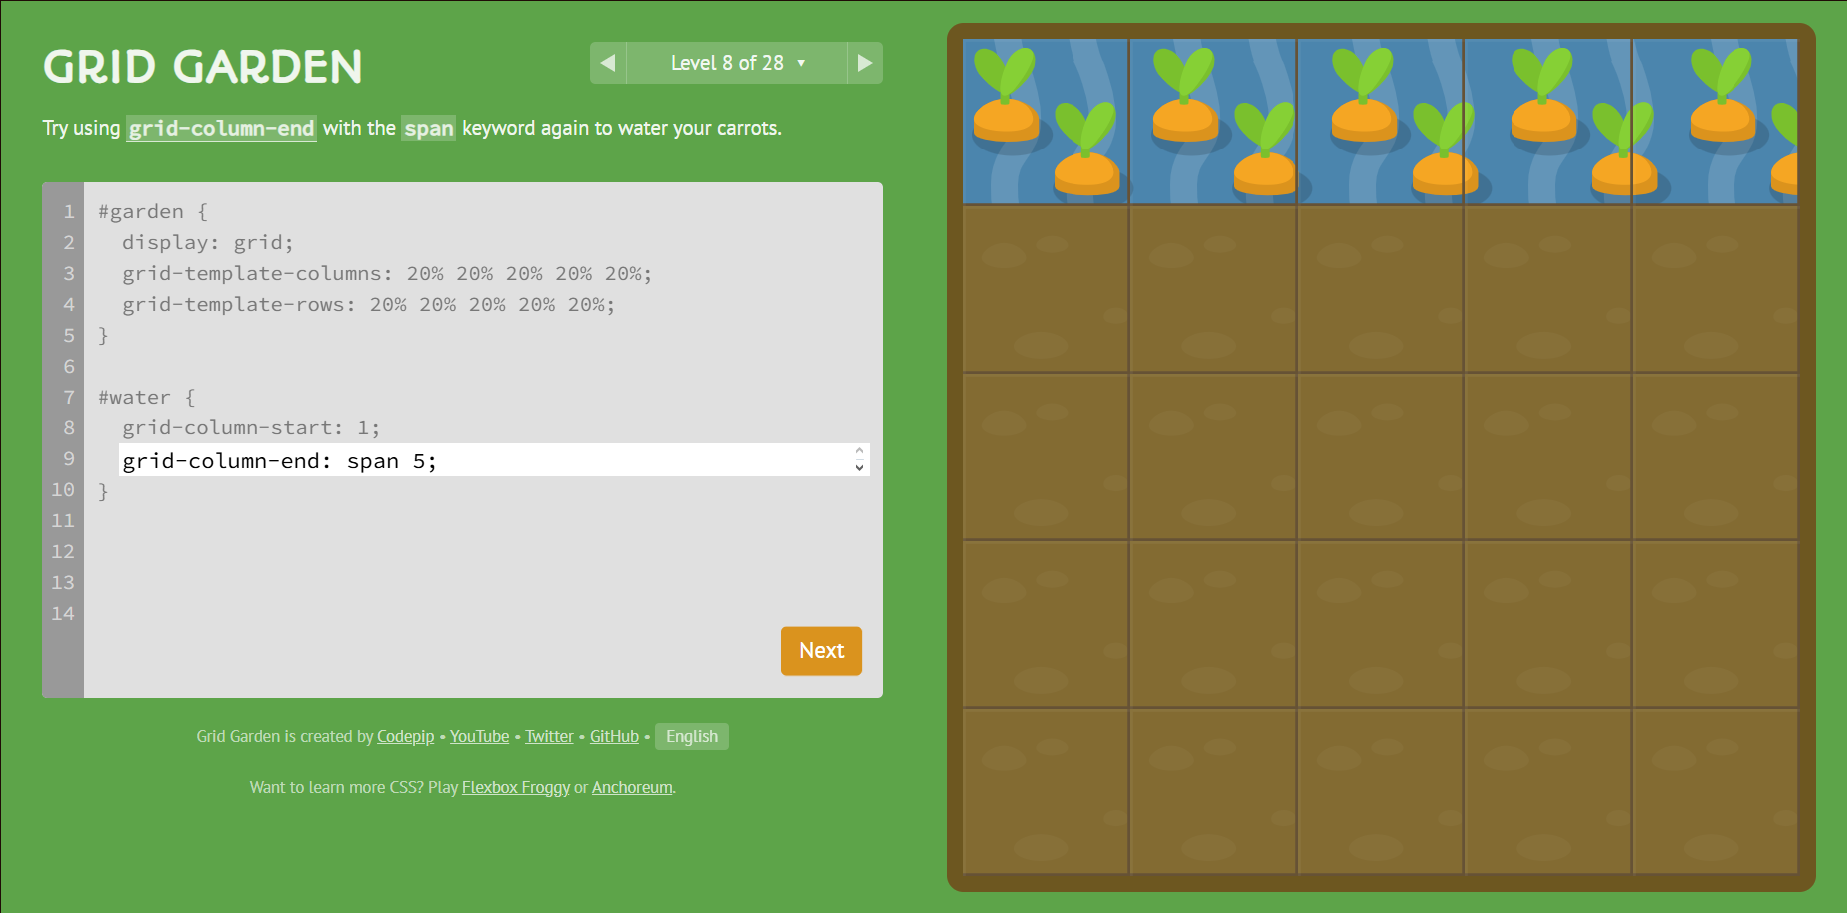 GRID GARDEN
◀ Level 8 of 28 ▼ ▶
Try using grid-column-end with the span keyword again to water your carrots.
1 #garden {
2   display: grid;
3   grid-template-columns: 20% 20% 20% 20% 20%;
4   grid-template-rows: 20% 20% 20% 20% 20%;
5 }
6
7 #water {
8   grid-column-start: 1;
9   grid-column-end: span 5;
10 }
11
12
13
14
Next
Grid Garden is created by Codepip • YouTube • Twitter • GitHub • English
Want to learn more CSS? Play Flexbox Froggy or Anchoreum.